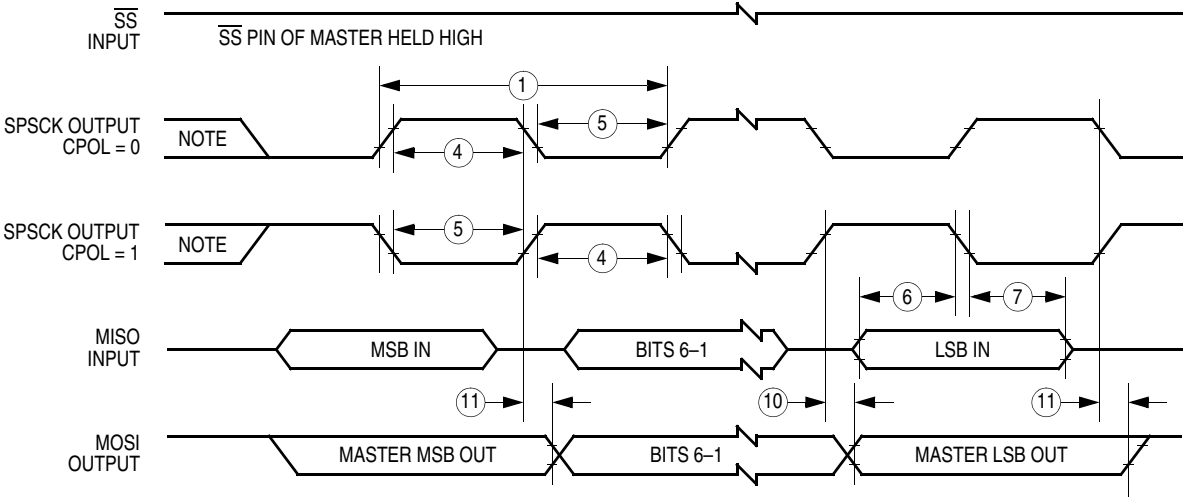 SS
INPUT
SS PIN OF MASTER HELD HIGH
1
SPSCK OUTPUT
CPOL = 0
NOTE
5
4
SPSCK OUTPUT
CPOL = 1
NOTE
5
4
6
7
MISO
INPUT
MSB IN
BITS 6–1
LSB IN
11
10
11
MOSI
OUTPUT
MASTER MSB OUT
BITS 6–1
MASTER LSB OUT